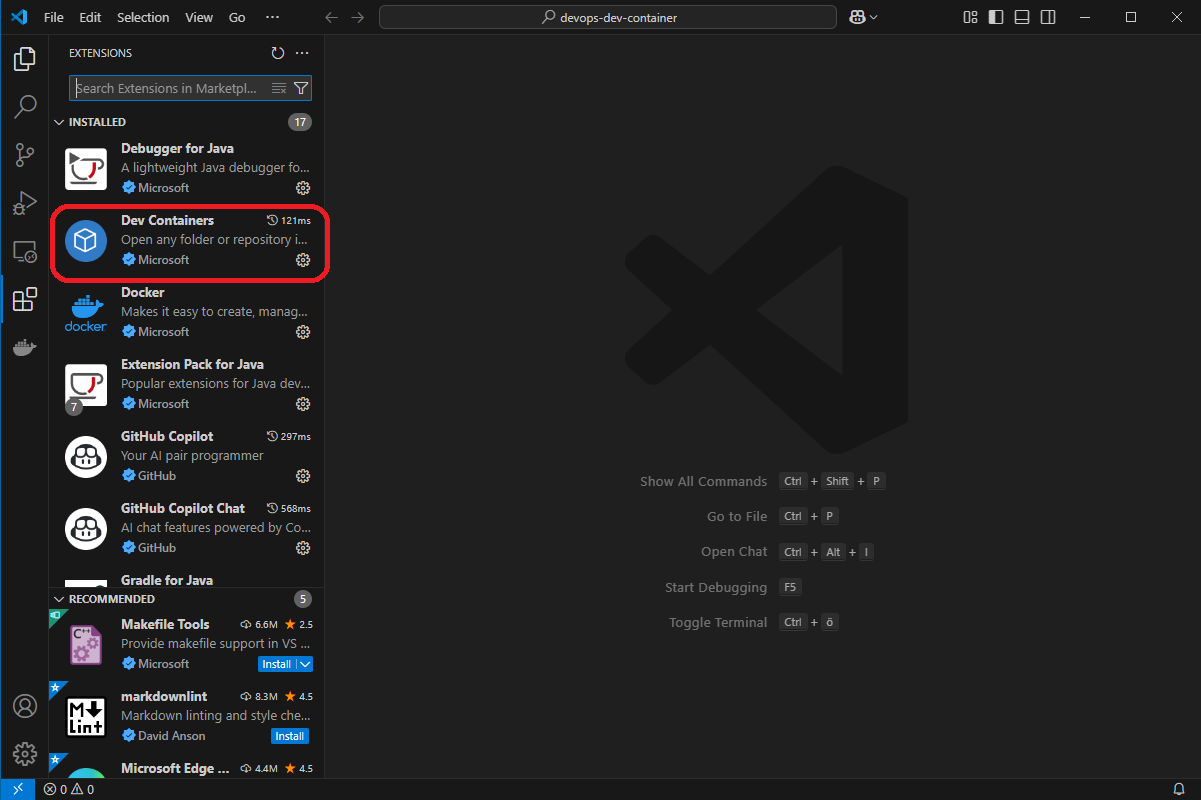 File Edit Selection View Go ···
devops-dev-container
EXTENSIONS
Search Extensions in Marketpl...
INSTALLED 17
Debugger for Java
A lightweight Java debugger fo...
Microsoft
Dev Containers 121ms
Open any folder or repository i...
Microsoft
docker
Docker
Makes it easy to create, manag...
Microsoft
Extension Pack for Java
Popular extensions for Java dev...
7
Microsoft
GitHub Copilot 297ms
Your AI pair programmer
GitHub
GitHub Copilot Chat 568ms
AI chat features powered by Co...
GitHub
Gradle for Java
RECOMMENDED 5
C++
Makefile Tools 6.6M 2.5
Provide makefile support in VS ...
Microsoft Install
M Lint
markdownlint 8.3M 4.5
Markdown linting and style che...
David Anson Install
Microsoft Edge ... 4.4M 4.5
Show All Commands Ctrl + Shift + P
Go to File Ctrl + P
Open Chat Ctrl + Alt + I
Start Debugging F5
Toggle Terminal Ctrl + ö
0 0